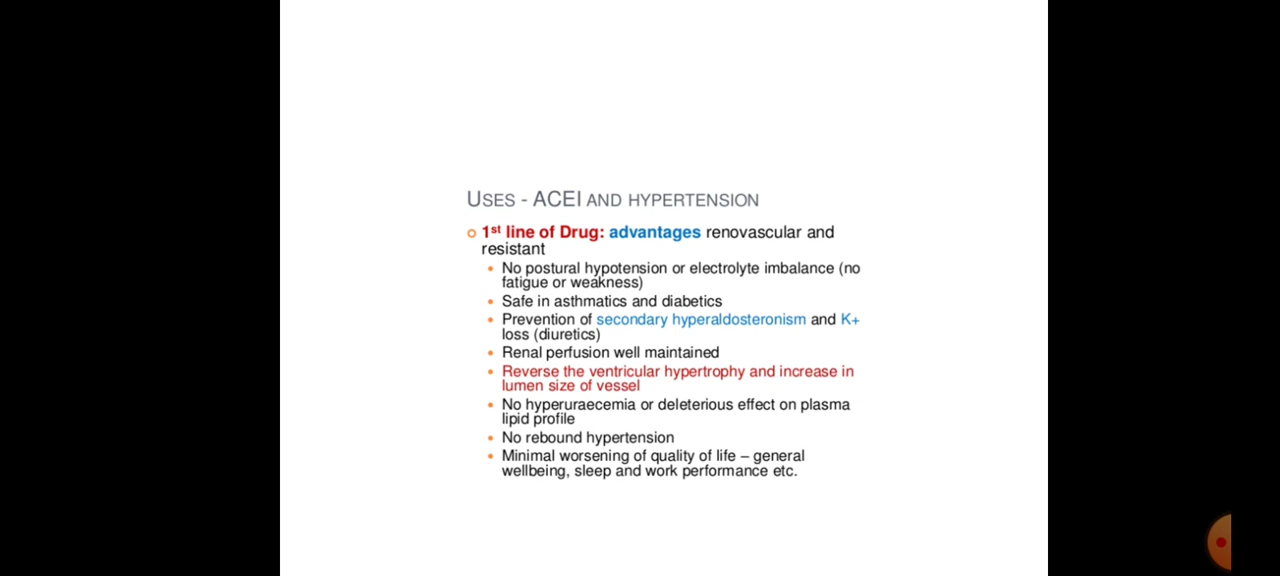 USES - ACEI AND HYPERTENSION
1st line of Drug: advantages renovascular and
resistant
No postural hypotension or electrolyte imbalance (no
fatigue or weakness)
Safe in asthmatics and diabetics
Prevention of secondary hyperaldosteronism and K+
loss (diuretics)
Renal perfusion well maintained
Reverse the ventricular hypertrophy and increase in
lumen size of vessel
No hyperuraecemia or deleterious effect on plasma
lipid profile
No rebound hypertension
Minimal worsening of quality of life – general
wellbeing, sleep and work performance etc.